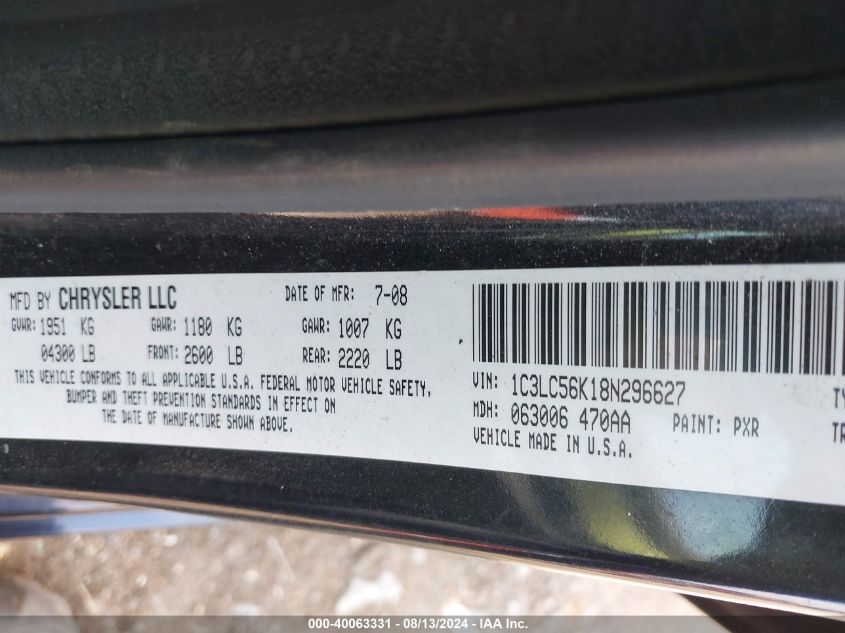 MFD BY CHRYSLER LLC DATE OF MFR: 7-08
GVWR: 1951 KG GAWR: 1180 KG GAWR: 1007 KG
04300 LB FRONT: 2600 LB REAR: 2220 LB
THIS VEHICLE CONFORMS TO ALL APPLICABLE U.S.A. FEDERAL MOTOR VEHICLE SAFETY,
BUMPER AND THEFT PREVENTION STANDARDS IN EFFECT ON
THE DATE OF MANUFACTURE SHOWN ABOVE.
VIN: 1C3LC56K18N296627
MDH: 063006 470AA PAINT: PXR
VEHICLE MADE IN U.S.A.
000-40063331 - 08/13/2024 - IAA Inc.